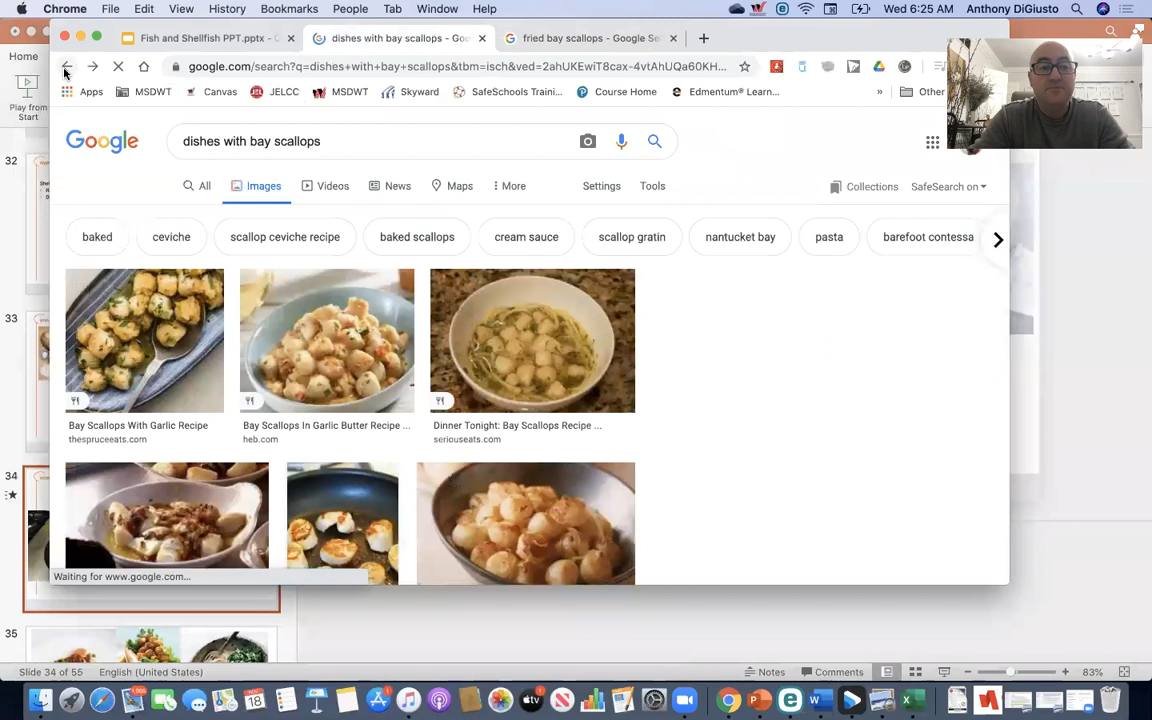 Chrome File Edit View History Bookmarks People Tab Window Help Wed 6:25 AM Anthony DiGiusto
Fish and Shellfish PPT.pptx - G
dishes with bay scallops - Goo
fried bay scallops - Google Se
Home
google.com/search?q=dishes+with+bay+scallops&tbm=isch&ved=2ahUKEwiT8cax-4vtAhUQa60KH...
Apps MSDWT Canvas JELCC MSDWT Skyward SafeSchools Traini... Course Home Edmentum® Learn... » Other
Play from
Start
Google
dishes with bay scallops
All Images Videos News Maps More Settings Tools Collections SafeSearch on
32
baked ceviche scallop ceviche recipe baked scallops cream sauce scallop gratin nantucket bay pasta barefoot contessa
33
Bay Scallops With Garlic Recipe
thespruceeats.com
Bay Scallops In Garlic Butter Recipe ...
heb.com
Dinner Tonight: Bay Scallops Recipe ...
seriouseats.com
34
Waiting for www.google.com...
35
Slide 34 of 55 English (United States) Notes Comments 83%
NOV
18